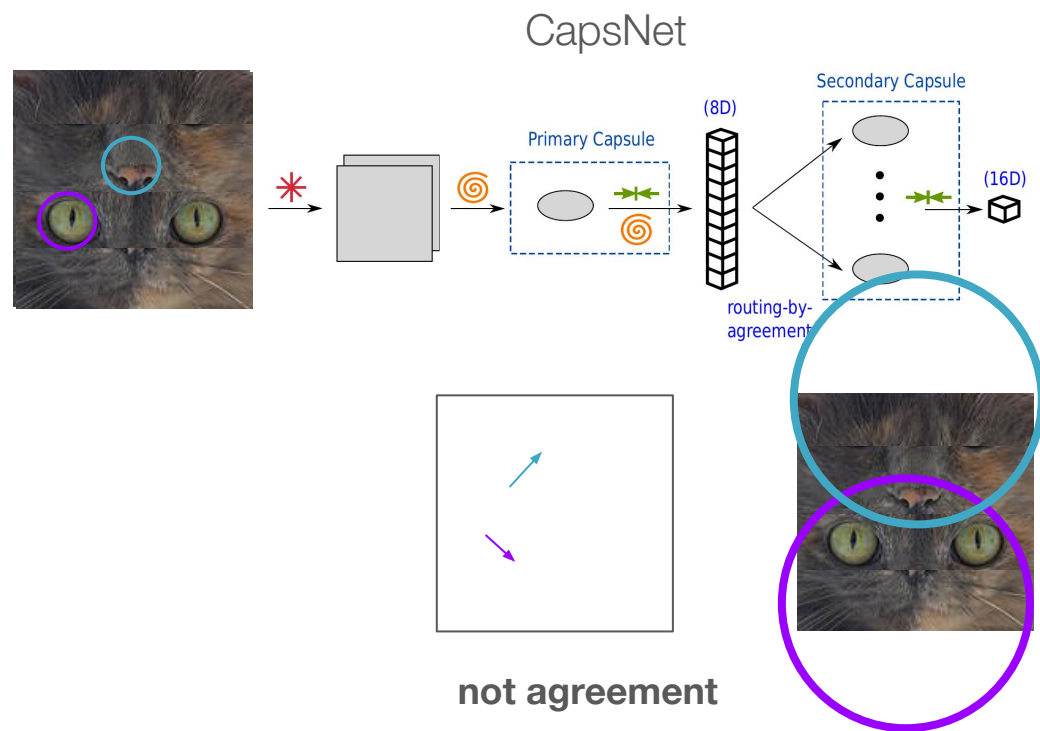 CapsNet
Secondary Capsule
(8D)
Primary Capsule
(16D)
routing-by-
agreement
not agreement